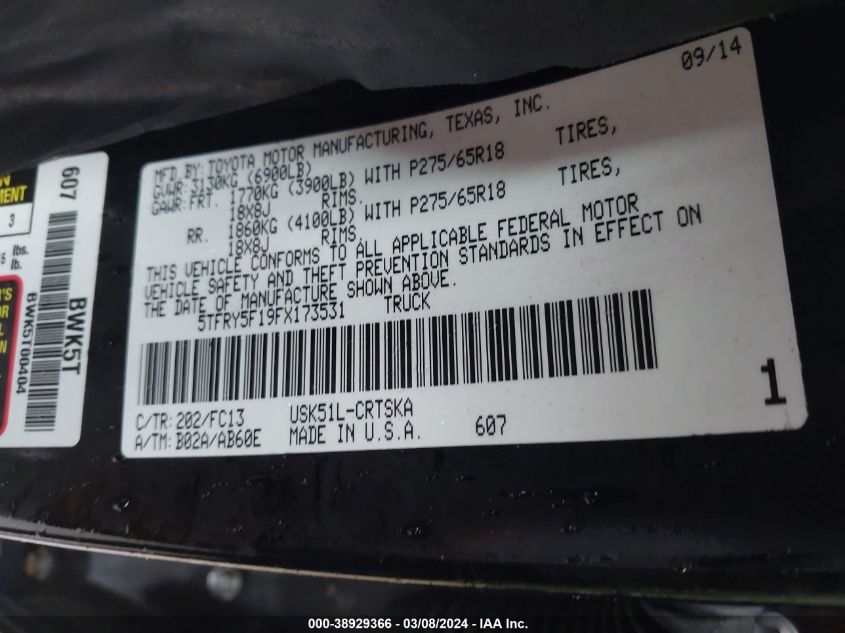 09/14
MFD BY: TOYOTA MOTOR MANUFACTURING, TEXAS, INC.
GVWR: 3130KG (6900LB)
GAWR: FRT. 1770KG (3900LB) WITH P275/65R18 TIRES,
18X8J RIMS.
RR. 1860KG (4100LB) WITH P275/65R18 TIRES,
18X8J RIMS.
THIS VEHICLE CONFORMS TO ALL APPLICABLE FEDERAL MOTOR
VEHICLE SAFETY AND THEFT PREVENTION STANDARDS IN EFFECT ON
THE DATE OF MANUFACTURE SHOWN ABOVE.
5TFRY5F19FX173531 TRUCK
C/TR: 202/FC13 USK51L-CRTSKA
A/TM: B02A/AB60E MADE IN U.S.A. 607
1
607
BWK5T
BWK5T00404
3
lbs.
lb.
000-38929366 - 03/08/2024 - IAA Inc.